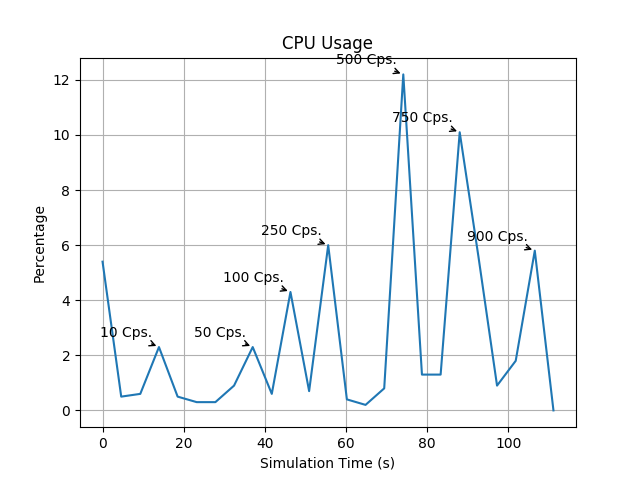 CPU Usage
500 Cps.
750 Cps.
250 Cps.
900 Cps.
100 Cps.
10 Cps.
50 Cps.
Percentage
12
10
8
6
4
2
0
0
20
40
60
80
100
Simulation Time (s)